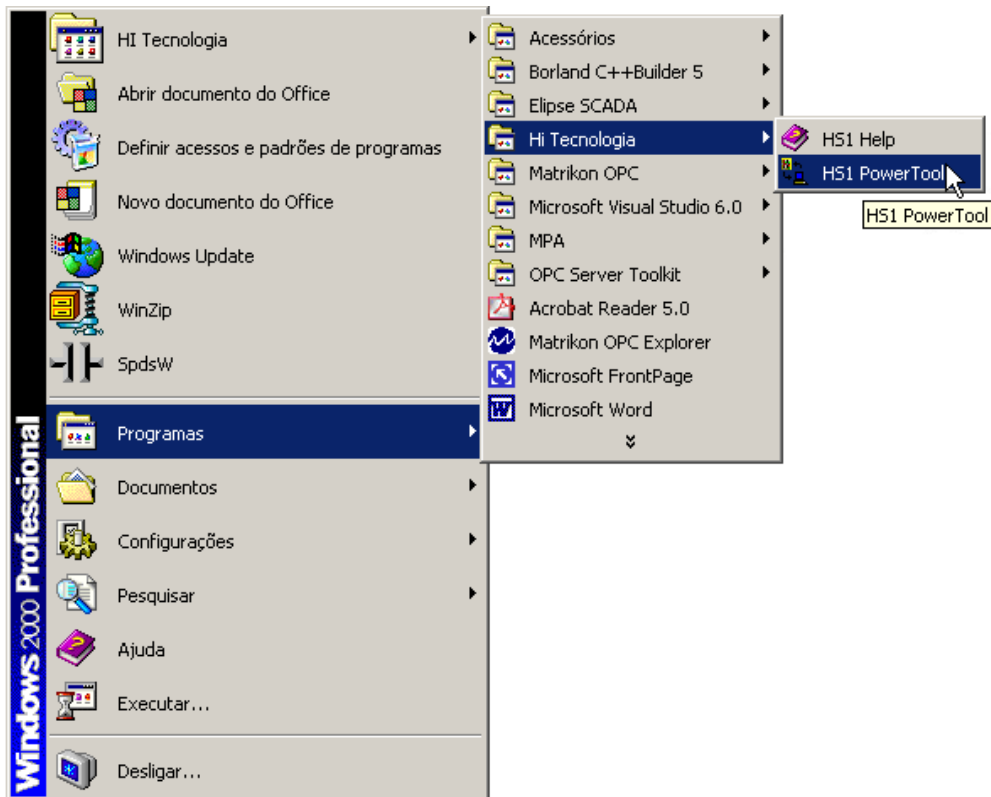 HI Tecnologia
Abrir documento do Office
Definir acessos e padrões de programas
Novo documento do Office
Windows Update
WinZip
SpdsW
Programas
Documentos
Configurações
Pesquisar
Ajuda
Executar...
Desligar...
Windows 2000 Professional
Acessórios
Borland C++Builder 5
Elipse SCADA
Hi Tecnologia
Matrikon OPC
Microsoft Visual Studio 6.0
MPA
OPC Server Toolkit
Acrobat Reader 5.0
Matrikon OPC Explorer
Microsoft FrontPage
Microsoft Word
HS1 Help
HS1 PowerTool
HS1 PowerTool